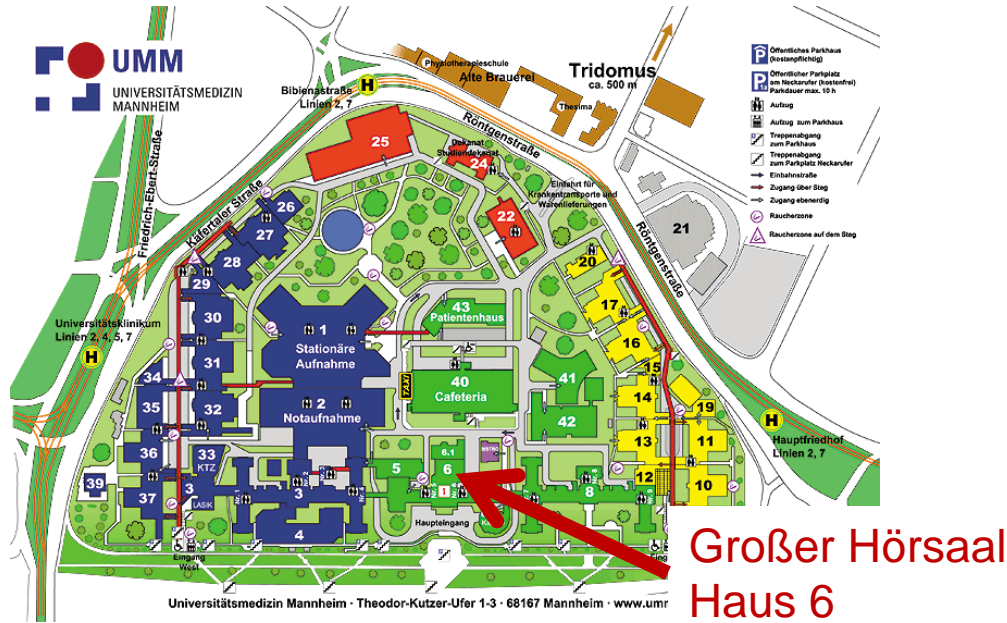 UMM
UNIVERSITÄTSMEDIZIN
MANNHEIM
Physiotherapieschule
Alte Brauerei
Tridomus
ca. 500 m
Thesima
Bibienastraße
Linien 2, 7
H
Röntgenstraße
Friedrich-Ebert-Straße
Käfertaler Straße
P
Öffentliches Parkhaus
(kostenpflichtig)
P
1a
Öffentlicher Parkplatz
am Neckarufer (kostenfrei)
Parkdauer max. 10 h
Aufzug
Aufzug zum Parkhaus
Treppenabgang
zum Parkhaus
Treppenabgang
zum Parkplatz Neckarufer
Einbahnstraße
Zugang über Steg
Zugang ebenerdig
Raucherzone
Raucherzone auf dem Steg
25
Dekanat
Studiendekanat
24
Einfahrt für
Krankentransporte und
Warenlieferungen
22
21
Röntgenstraße
26
27
28
29
20
17
16
15
14
13
12
19
11
10
30
31
32
34
35
36
33
KTZ
37
39
Universitätsklinikum
Linien 2, 4, 5, 7
H
1
Stationäre
Aufnahme
2
Notaufnahme
43
Patientenhaus
TAXI
40
Cafeteria
41
42
H
Hauptfriedhof
Linien 2, 7
5
6.1
6
1
3
LASIK
3
4
8
Haupteingang
Eingang
West
Universitätsmedizin Mannheim · Theodor-Kutzer-Ufer 1-3 · 68167 Mannheim · www.umm
Großer Hörsaal
Haus 6